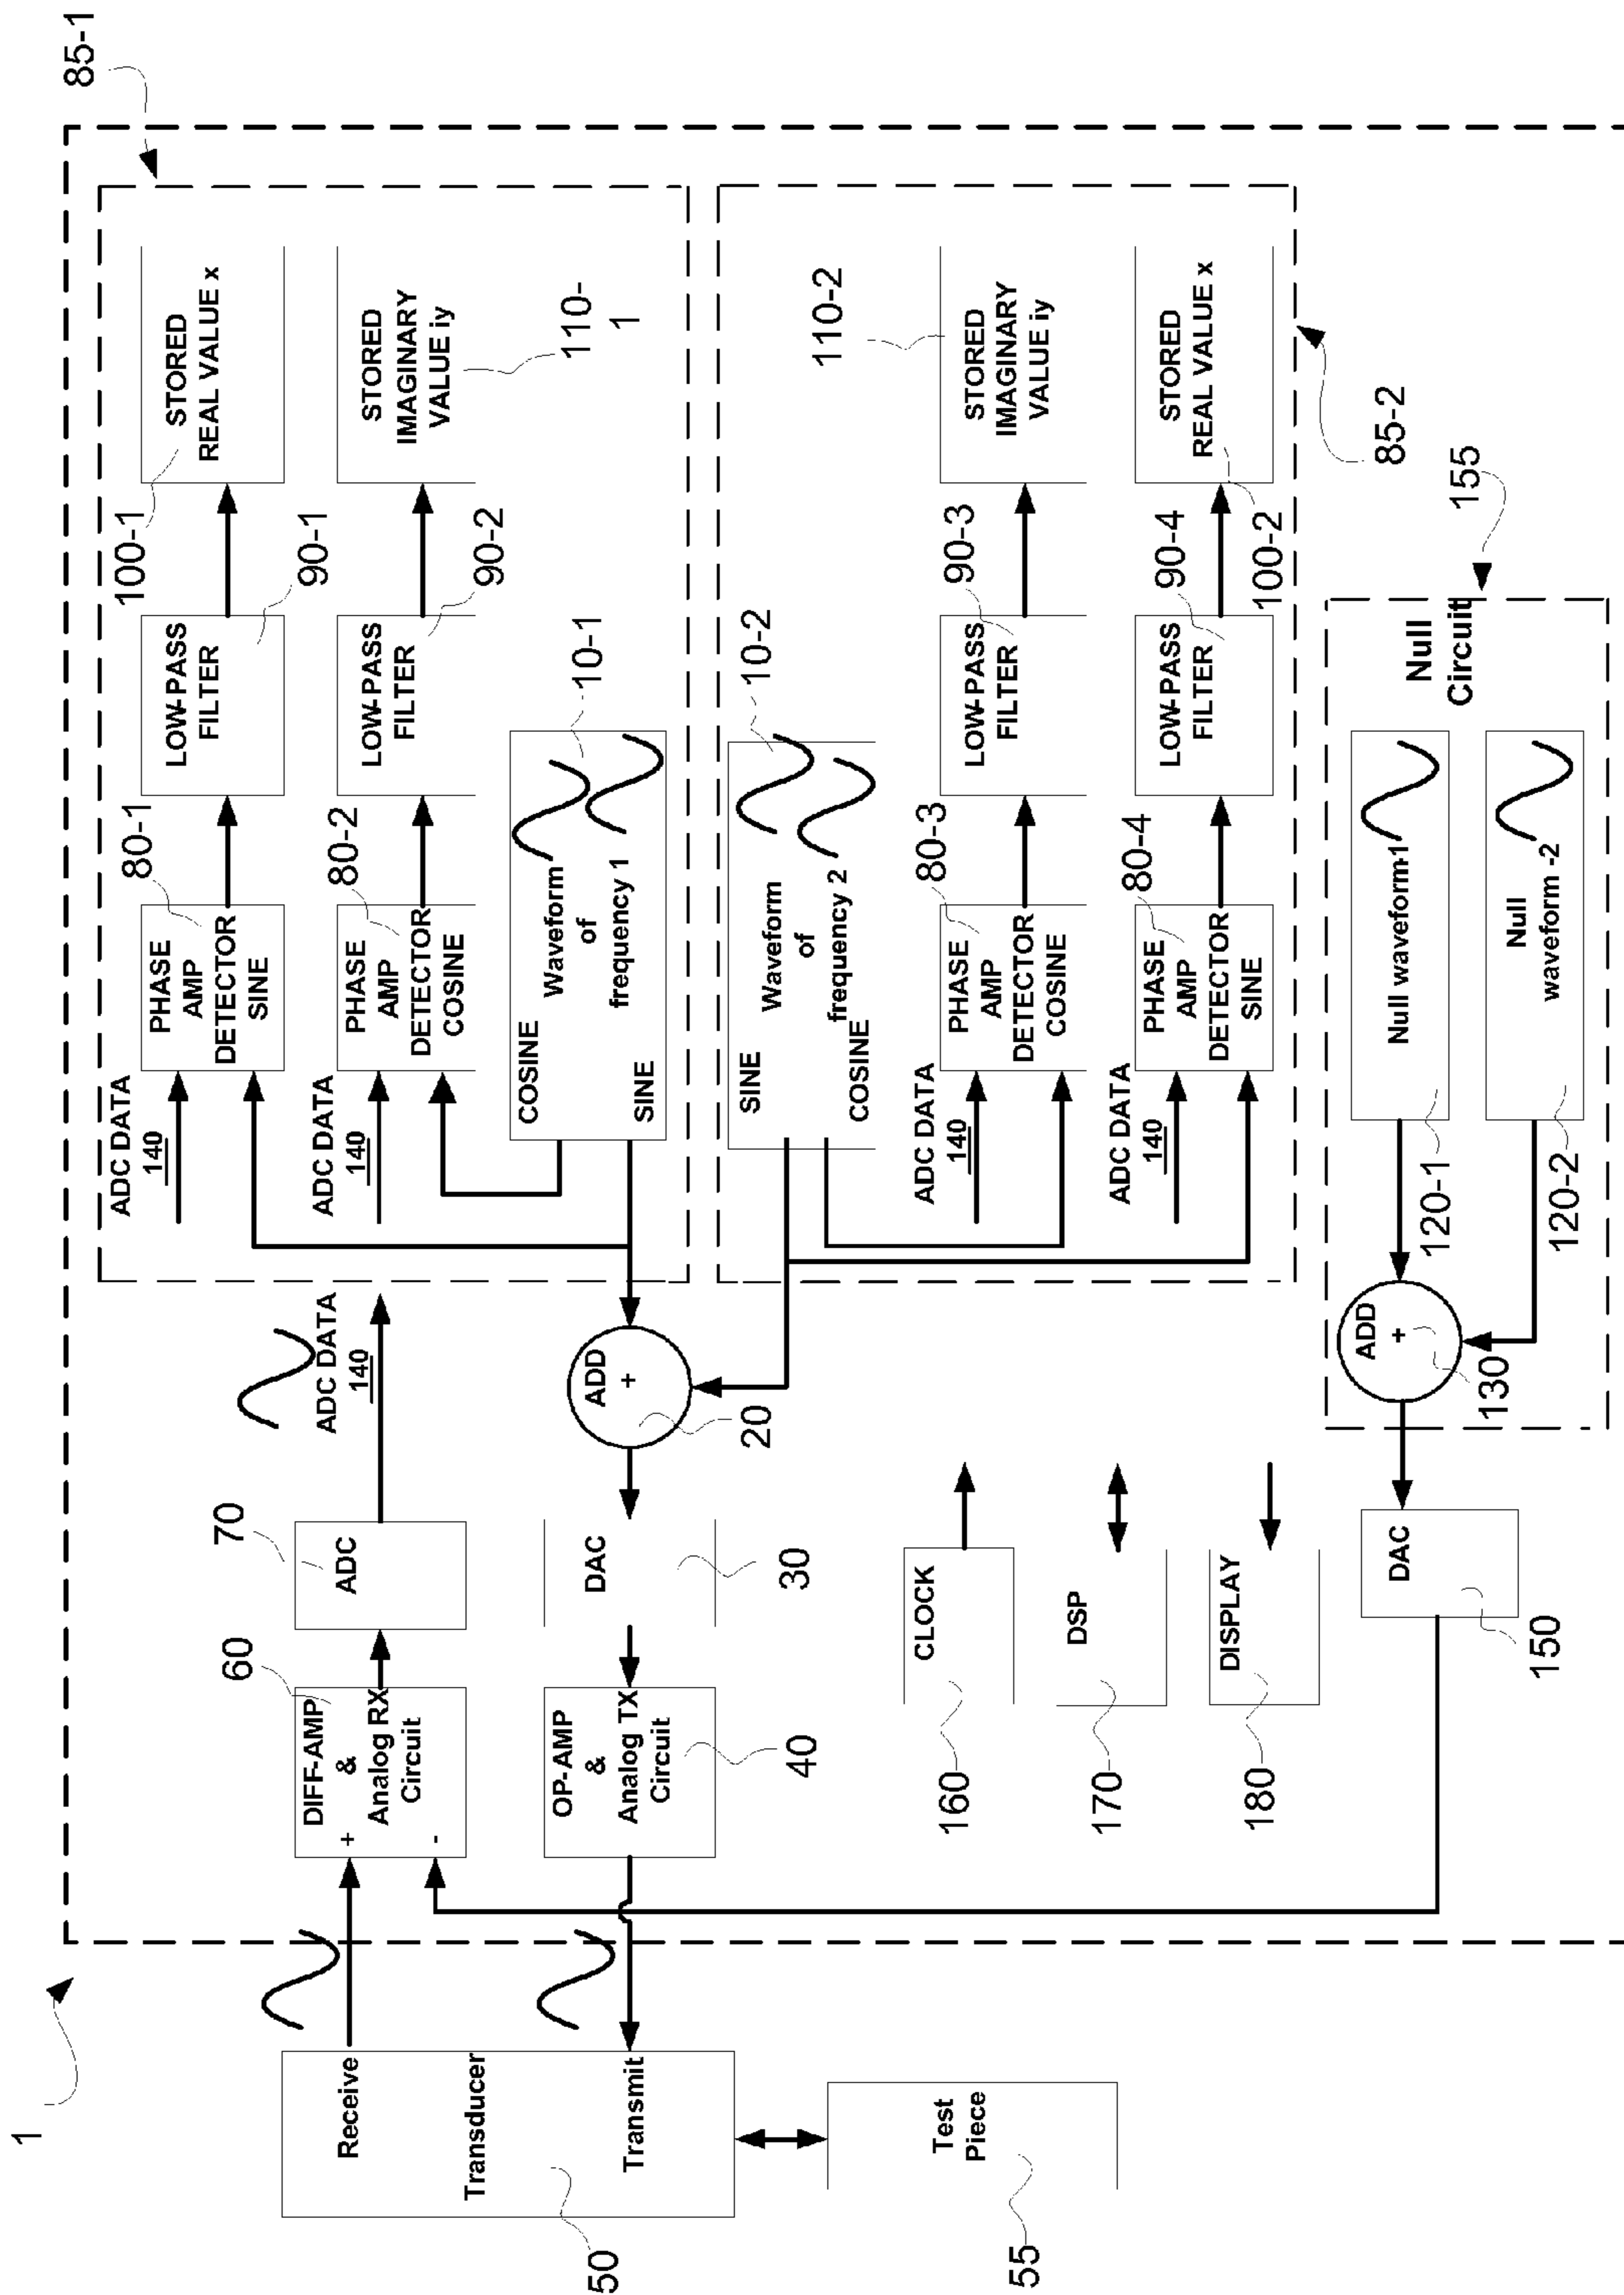 1
85-1
Receive
Transducer
Transmit
50
Test
Piece
55
DIFF-AMP
&
Analog RX
Circuit
+
-
60
ADC
70
ADC DATA
140
OP-AMP
&
Analog TX
Circuit
40
DAC
30
ADD
+
20
CLOCK
160
DSP
170
DISPLAY
180
ADC DATA
140
PHASE
AMP
DETECTOR
SINE
80-1
LOW-PASS
FILTER
90-1
STORED
REAL VALUE x
100-1
ADC DATA
140
PHASE
AMP
DETECTOR
COSINE
80-2
LOW-PASS
FILTER
90-2
STORED
IMAGINARY
VALUE iy
110-
1
COSINE
Waveform
of
frequency 1
SINE
10-1
SINE
Waveform
of
frequency 2
COSINE
10-2
ADC DATA
140
PHASE
AMP
DETECTOR
COSINE
80-3
LOW-PASS
FILTER
90-3
STORED
IMAGINARY
VALUE iy
110-2
ADC DATA
140
PHASE
AMP
DETECTOR
SINE
80-4
LOW-PASS
FILTER
90-4
STORED
REAL VALUE x
100-2
85-2
DAC
150
ADD
+
130
Null waveform-1
120-1
Null
waveform -2
120-2
Null
Circuit
155